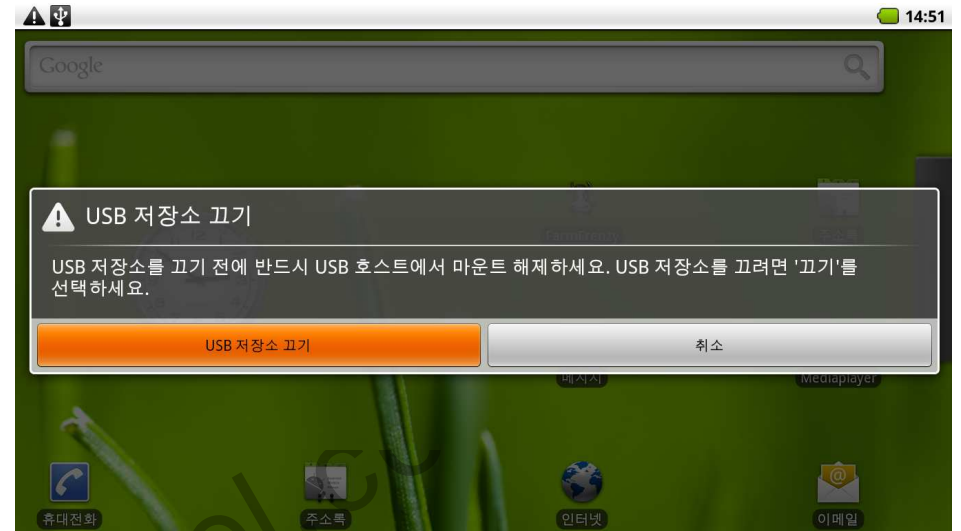 14:51
Google
USB 저장소 끄기
USB 저장소를 끄기 전에 반드시 USB 호스트에서 마운트 해제하세요. USB 저장소를 끄려면 '끄기'를
선택하세요.
USB 저장소 끄기 취소
메시지 Mediaplayer
휴대전화 주소록 인터넷 이메일